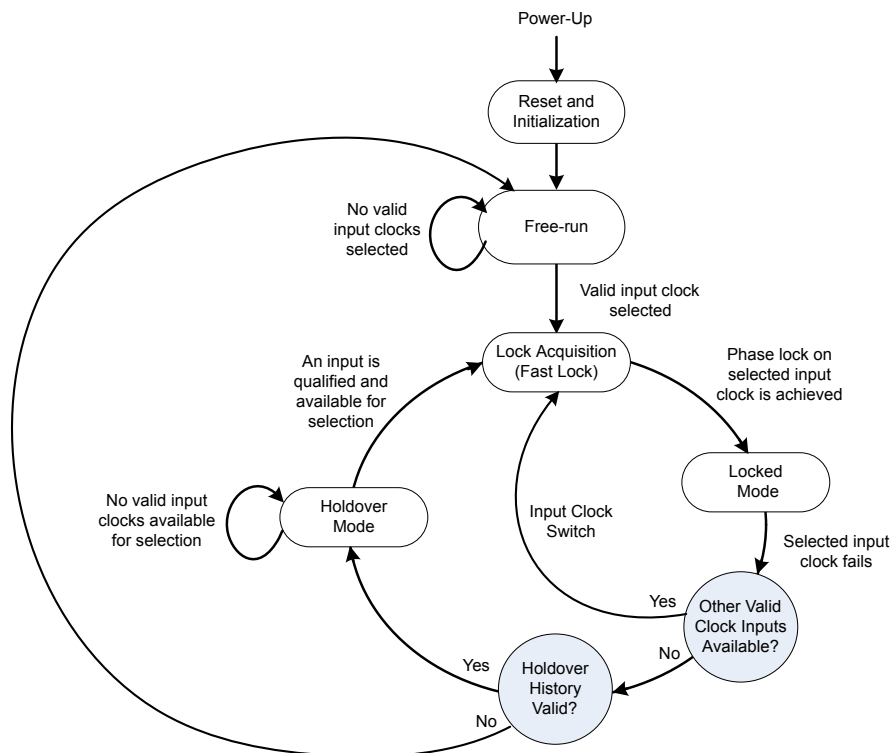 Power-Up
Reset and
Initialization
No valid
input clocks
selected
Free-run
Valid input clock
selected
An input is
qualified and
available for
selection
Lock Acquisition
(Fast Lock)
Phase lock on
selected input
clock is achieved
No valid input
clocks available
for selection
Holdover
Mode
Input Clock
Switch
Locked
Mode
Selected input
clock fails
Yes
Other Valid
Clock Inputs
Available?
No
Yes
Holdover
History
Valid?
No